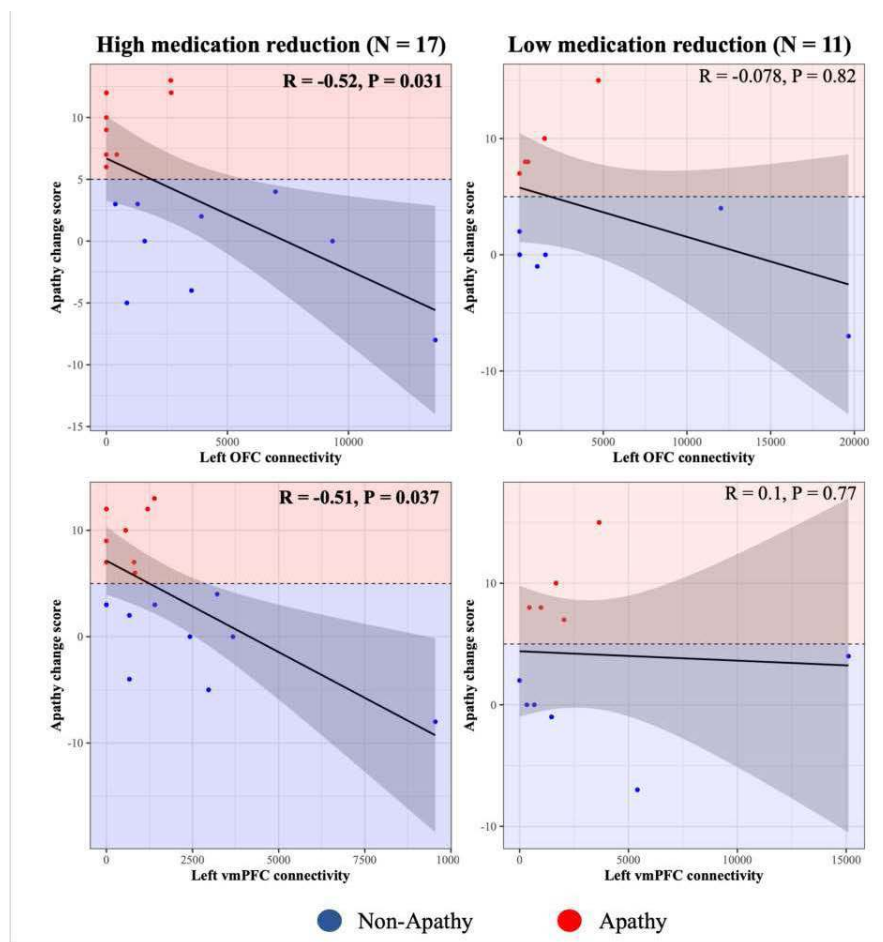 High medication reduction (N = 17)
Low medication reduction (N = 11)
R = -0.52, P = 0.031
Apathy change score
10
5
0
-5
-10
-15
0
5000
10000
Left OFC connectivity
R = -0.078, P = 0.82
Apathy change score
10
0
-10
0
5000
10000
15000
20000
Left OFC connectivity
R = -0.51, P = 0.037
Apathy change score
10
0
-10
0
2500
5000
7500
1000
Left vmPFC connectivity
R = 0.1, P = 0.77
Apathy change score
10
0
-10
0
5000
10000
15000
Left vmPFC connectivity
Non-Apathy
Apathy